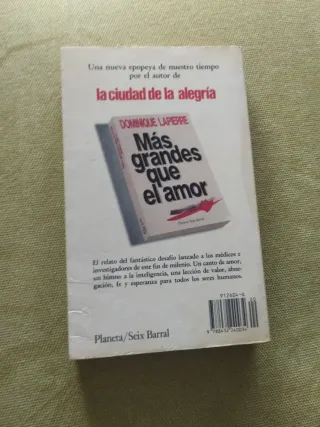 Una nueva epopeya de nuestro tiempo
por el autor de
la ciudad de la alegría
DOMINIQUE LAPIERRE
Más
grandes
que
el amor
El relato del fantástico desafío lanzado a los médicos e
investigadores de este fin de milenio. Un canto de amor,
un himno a la inteligencia, una lección de valor, abne-
gación, fe y esperanza para todos los seres humanos.
Planeta/Seix Barral